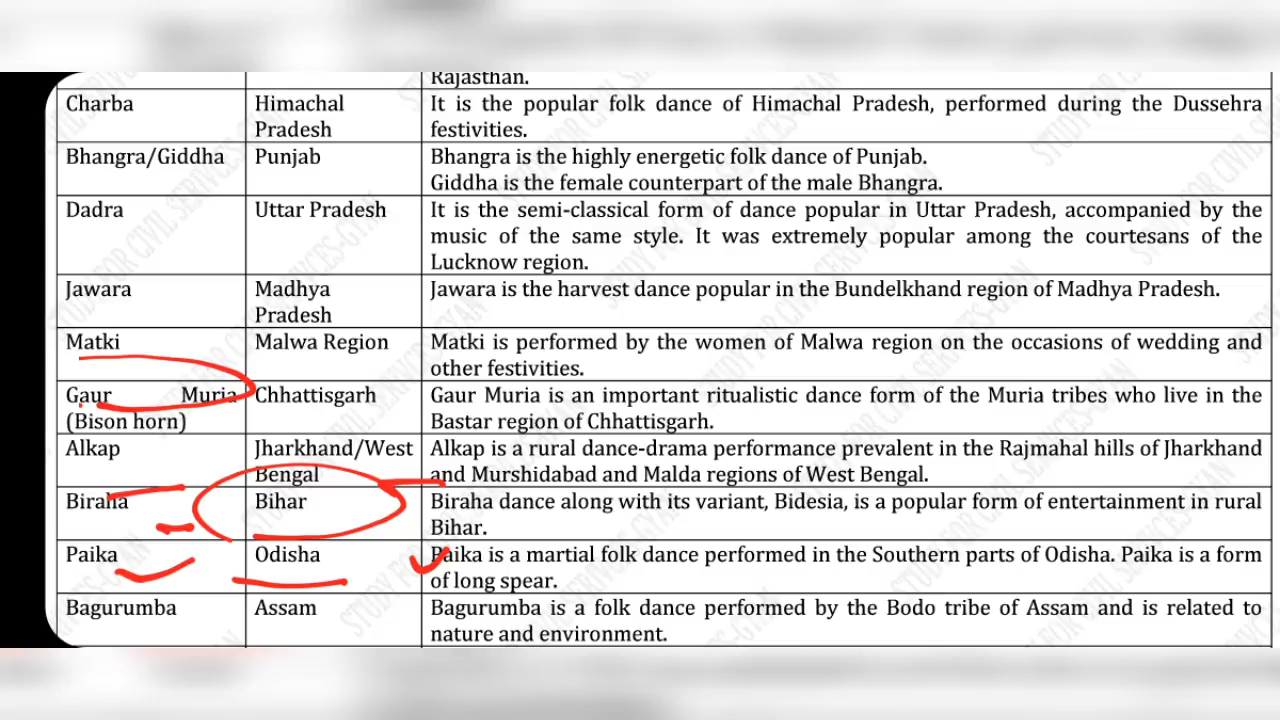 Rajasthan.
Charba Himachal It is the popular folk dance of Himachal Pradesh, performed during the Dussehra
Pradesh festivities.
Bhangra/Giddha Punjab Bhangra is the highly energetic folk dance of Punjab.
Giddha is the female counterpart of the male Bhangra.
Dadra Uttar Pradesh It is the semi-classical form of dance popular in Uttar Pradesh, accompanied by the
music of the same style. It was extremely popular among the courtesans of the
Lucknow region.
Jawara Madhya Jawara is the harvest dance popular in the Bundelkhand region of Madhya Pradesh.
Pradesh
Matki Malwa Region Matki is performed by the women of Malwa region on the occasions of wedding and
other festivities.
Gaur Muria Chhattisgarh Gaur Muria is an important ritualistic dance form of the Muria tribes who live in the
(Bison horn) Bastar region of Chhattisgarh.
Alkap Jharkhand/West Alkap is a rural dance-drama performance prevalent in the Rajmahal hills of Jharkhand
Bengal and Murshidabad and Malda regions of West Bengal.
Biraha Bihar Biraha dance along with its variant, Bidesia, is a popular form of entertainment in rural
Bihar.
Paika Odisha Paika is a martial folk dance performed in the Southern parts of Odisha. Paika is a form
of long spear.
Bagurumba Assam Bagurumba is a folk dance performed by the Bodo tribe of Assam and is related to
nature and environment.